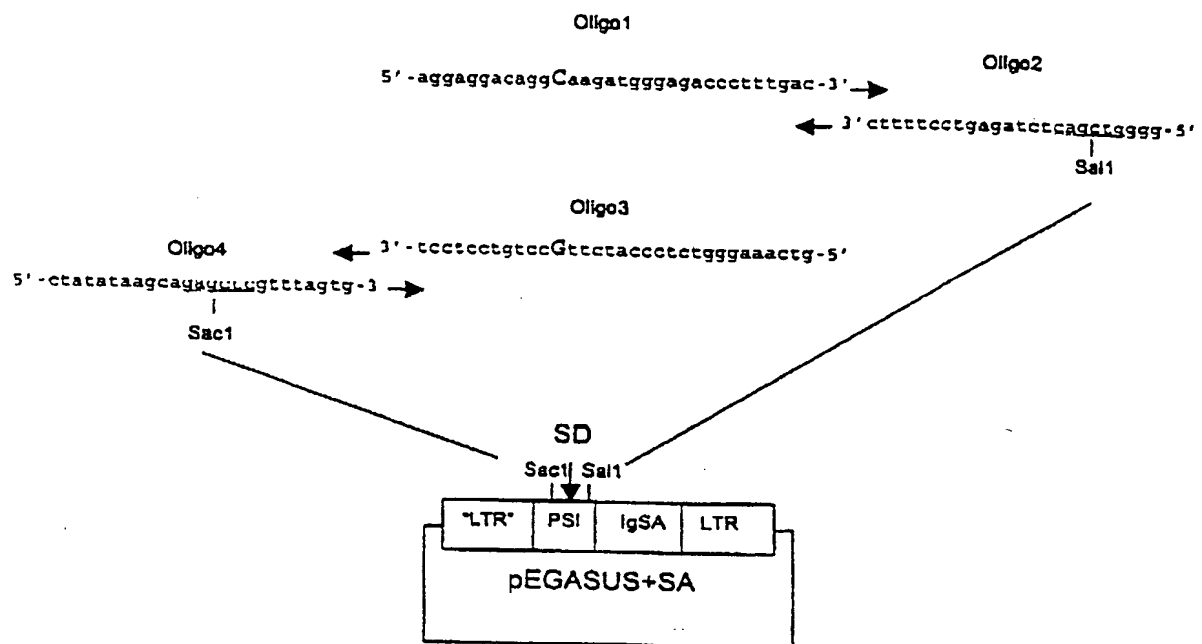 Oligo1
5'-aggaggacaggCaagatgggagaccctttgac-3'
Oligo2
3'cttttcctgagatctcagctgggg-5'
Sal1
Oligo3
3'-tcctcctgtccGttctaccctctgggaaactg-5'
Oligo4
5'-ctatataagcagagctcgtttagtg-3
Sac1
SD
Sac1 Sal1
"LTR" PSI IgSA LTR
pEGASUS+SA